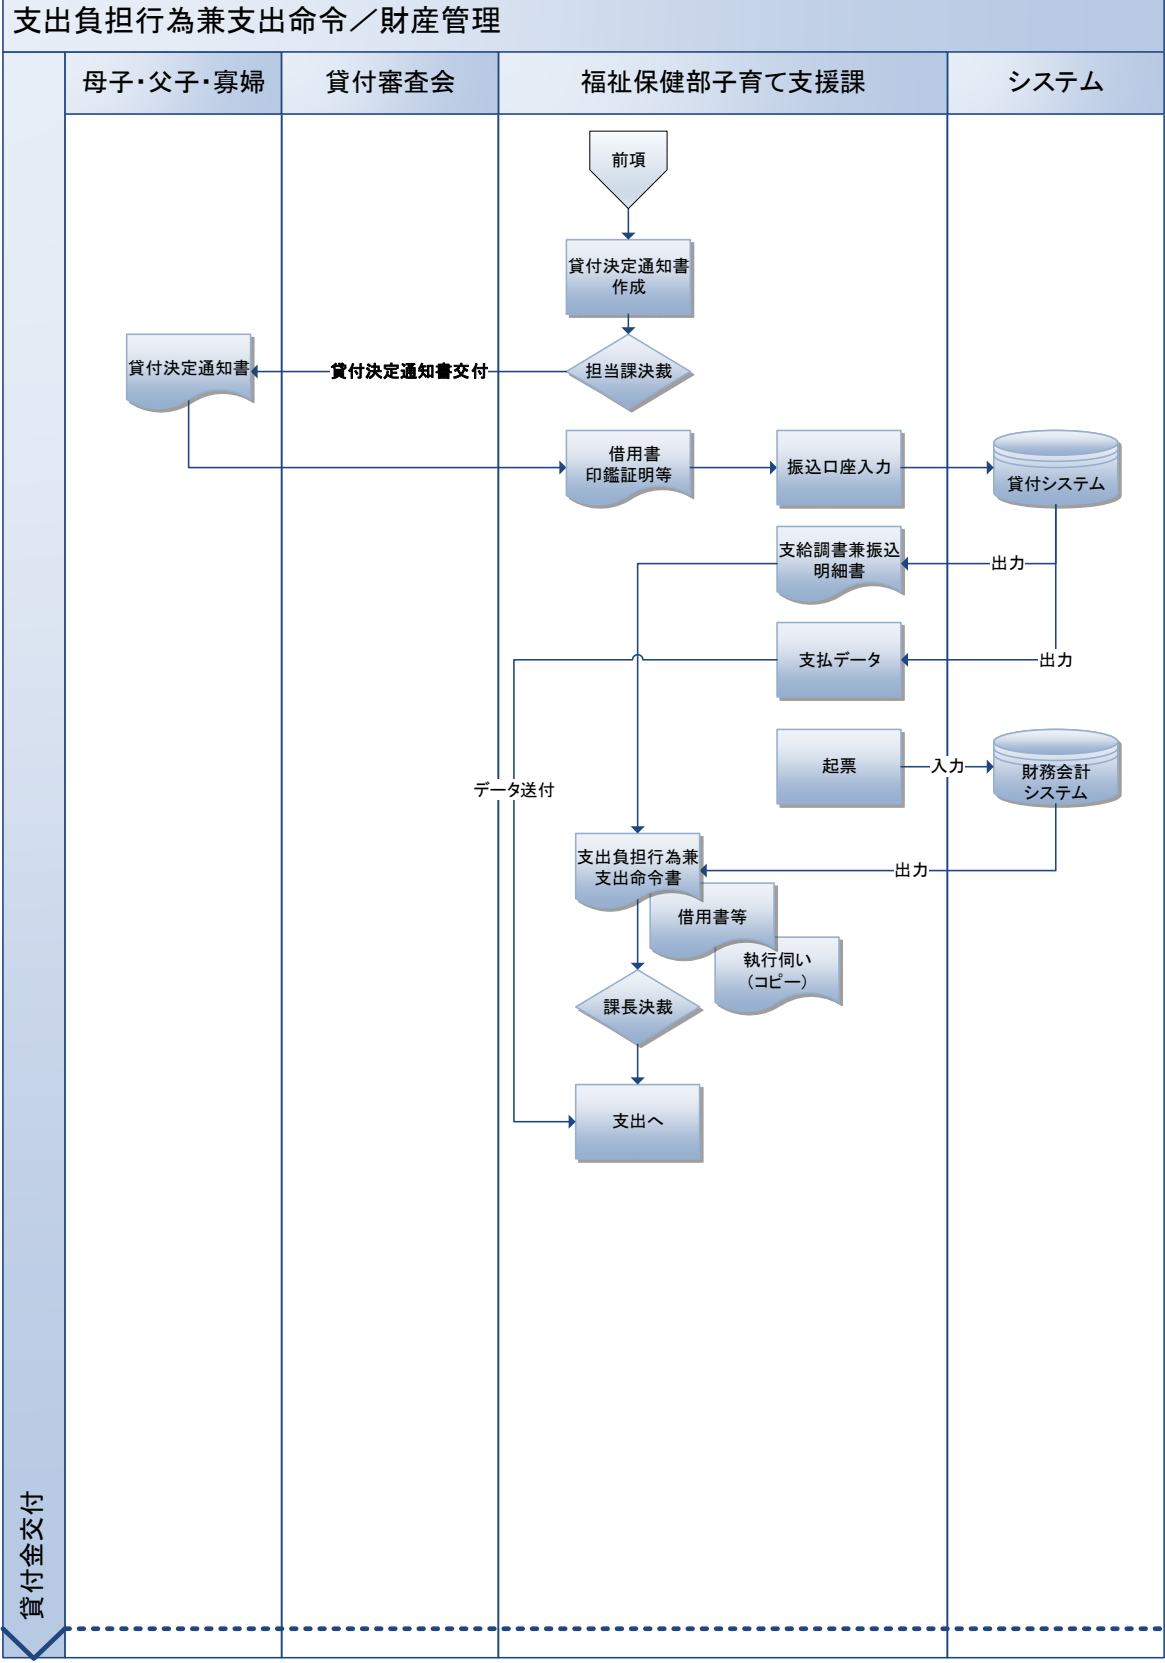 支出負担行為兼支出命令／財産管理
母子・父子・寡婦
貸付審査会
福祉保健部子育て支援課
システム
前項
貸付決定通知書
作成
貸付決定通知書
貸付決定通知書交付
担当課決裁
借用書
印鑑証明等
振込口座入力
貸付システム
支給調書兼振込
明細書
出力
支払データ
出力
起票
入力
財務会計
システム
データ送付
支出負担行為兼
支出命令書
出力
借用書等
執行伺い
（コピー）
課長決裁
支出へ
貸付金交付